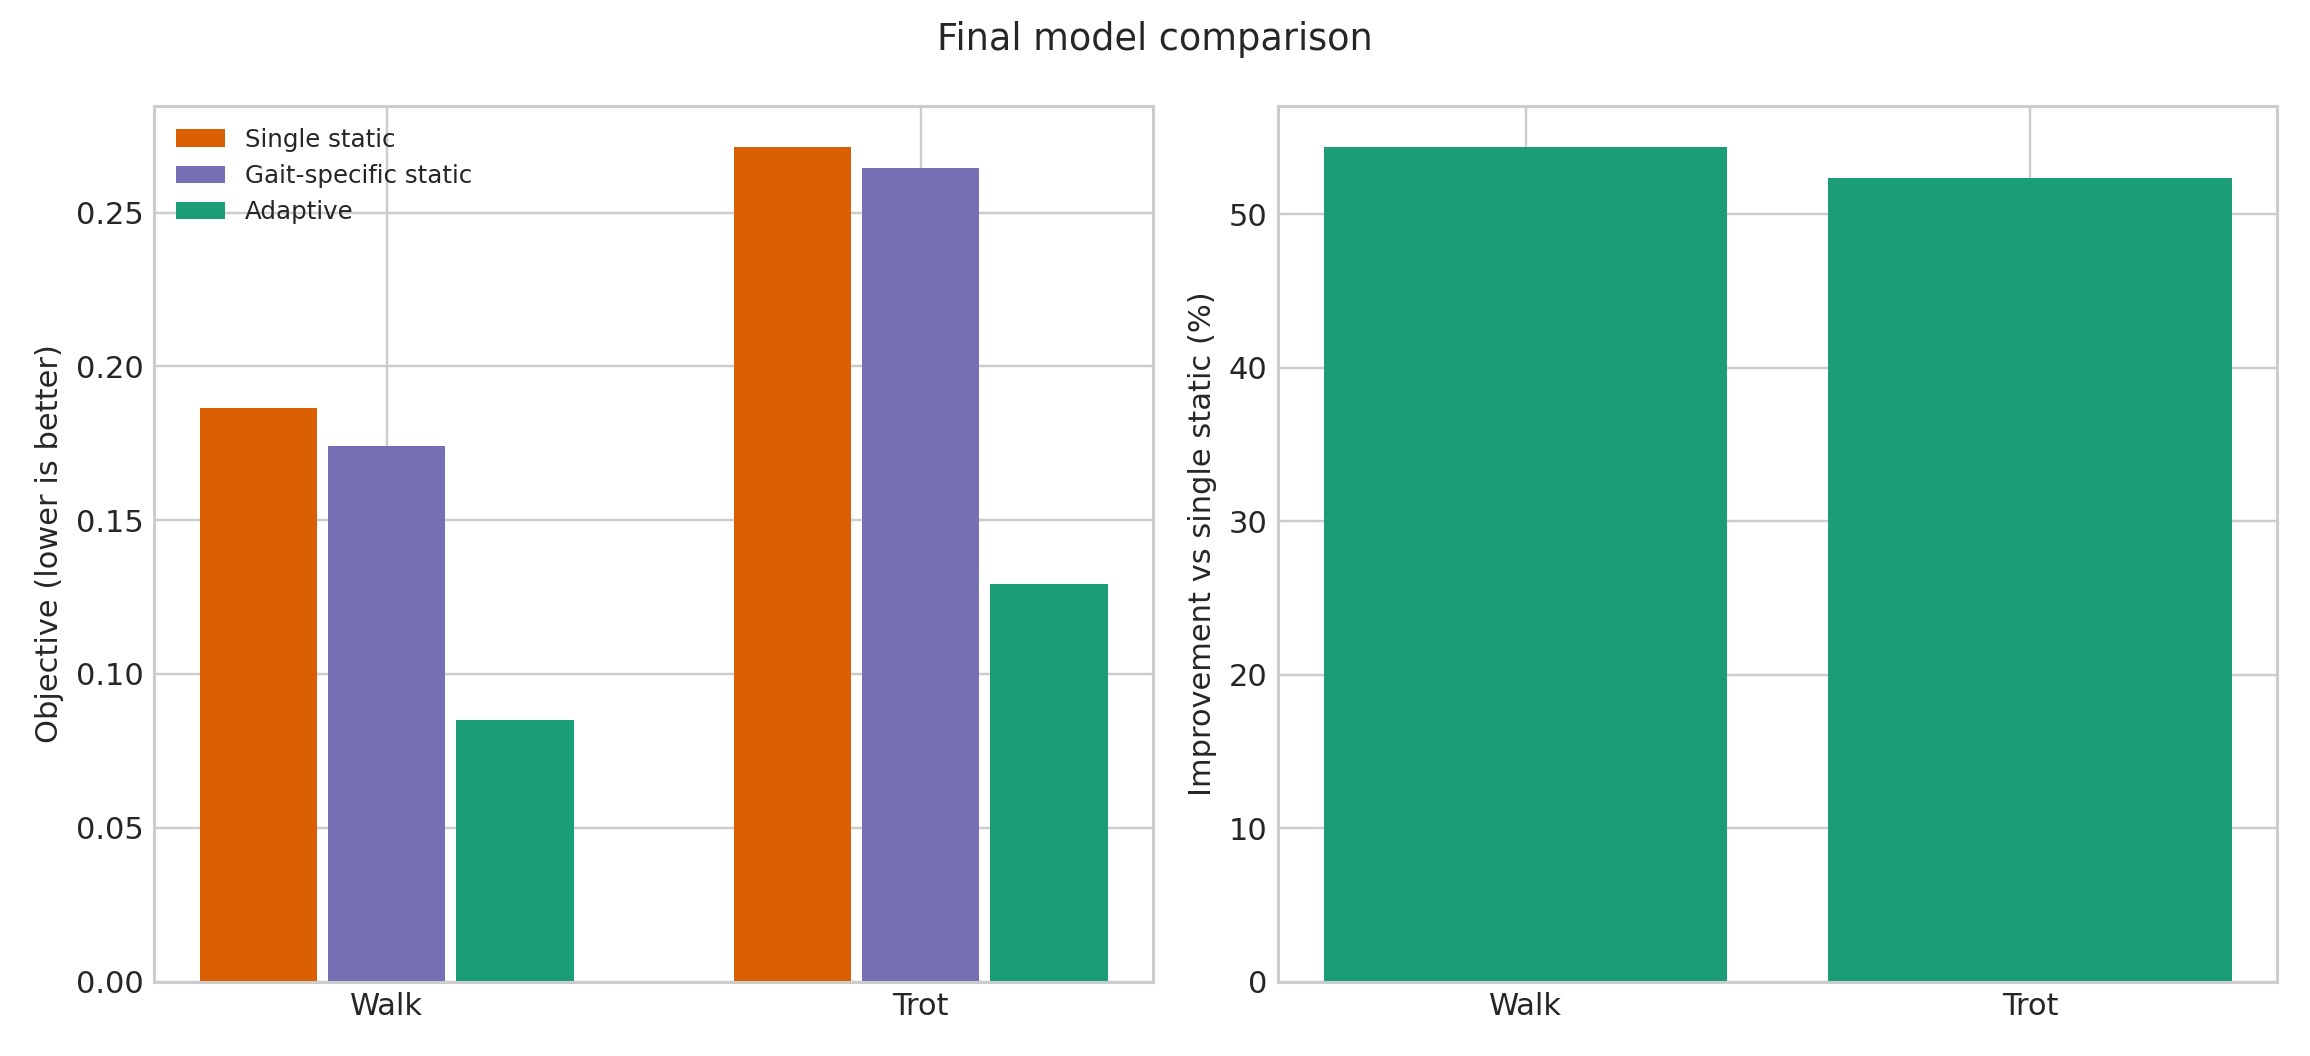 Final model comparison
Single static
Gait-specific static
Adaptive
Objective (lower is better)
0.25
0.20
0.15
0.10
0.05
0.00
Walk
Trot
Improvement vs single static (%)
50
40
30
20
10
0
Walk
Trot